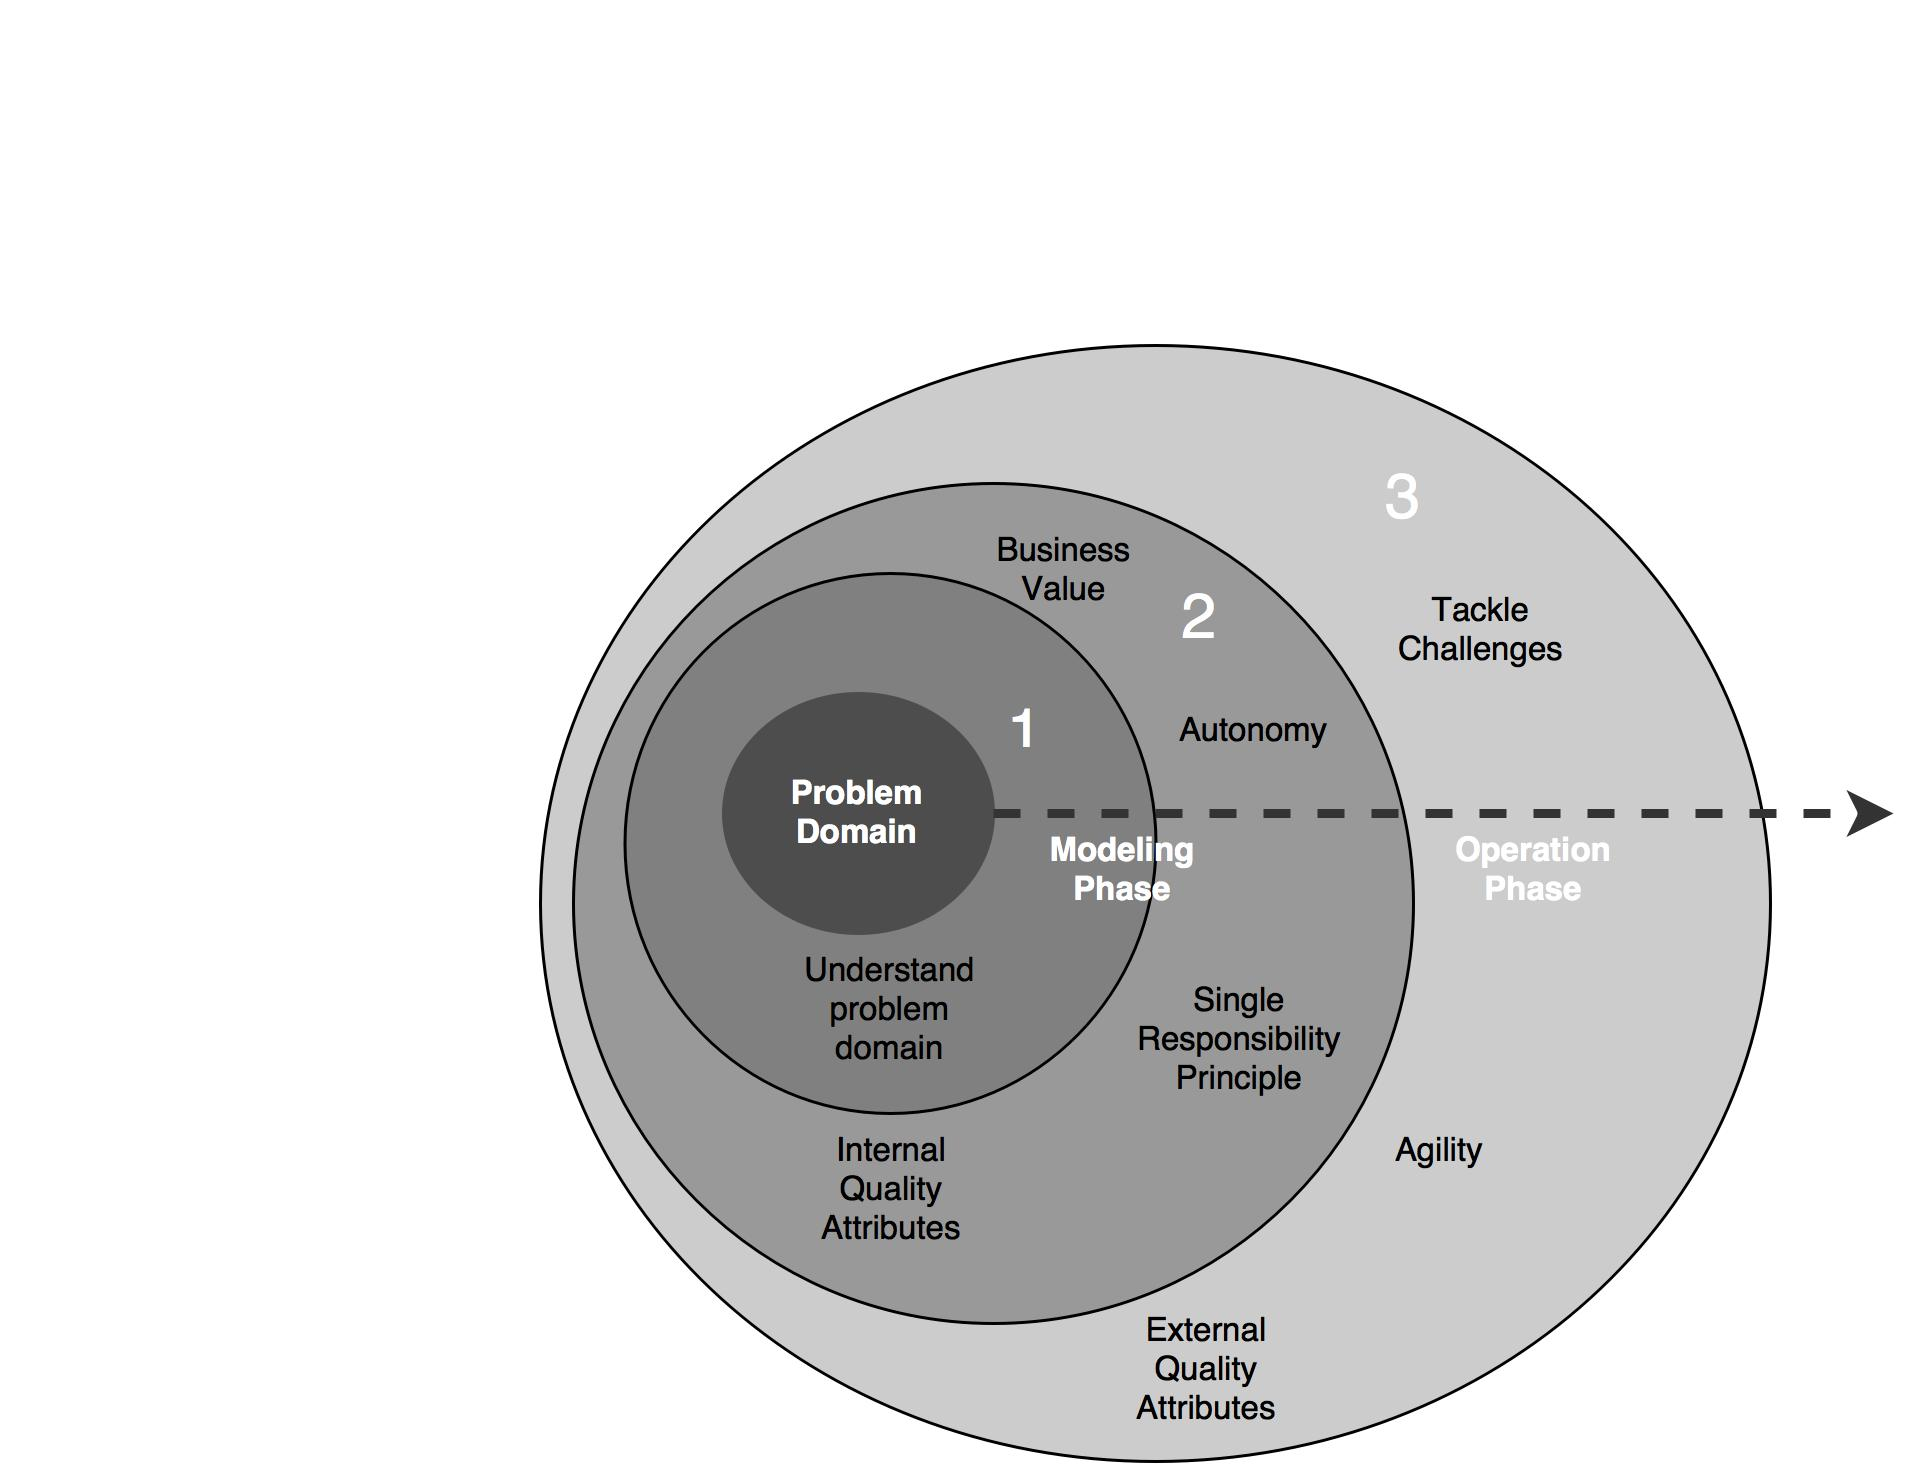 3
Business
Value
2
Tackle
Challenges
1
Autonomy
Problem
Domain
Modeling
Phase
Operation
Phase
Understand
problem
domain
Single
Responsibility
Principle
Internal
Quality
Attributes
Agility
External
Quality
Attributes